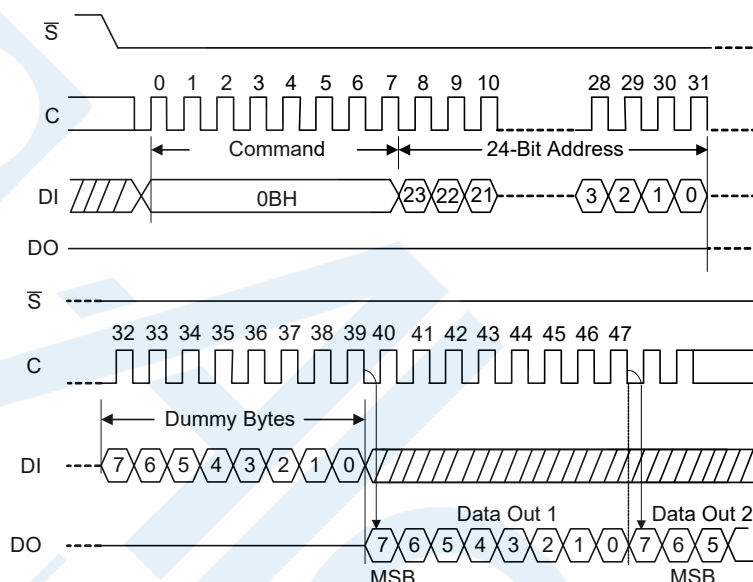 S
0 1 2 3 4 5 6 7 8 9 10 28 29 30 31
C
Command 24-Bit Address
DI 0BH 23 22 21 3 2 1 0
DO
S
32 33 34 35 36 37 38 39 40 41 42 43 44 45 46 47
C
Dummy Bytes
DI 7 6 5 4 3 2 1 0
Data Out 1 Data Out 2
DO 7 6 5 4 3 2 1 0 7 6 5
MSB MSB